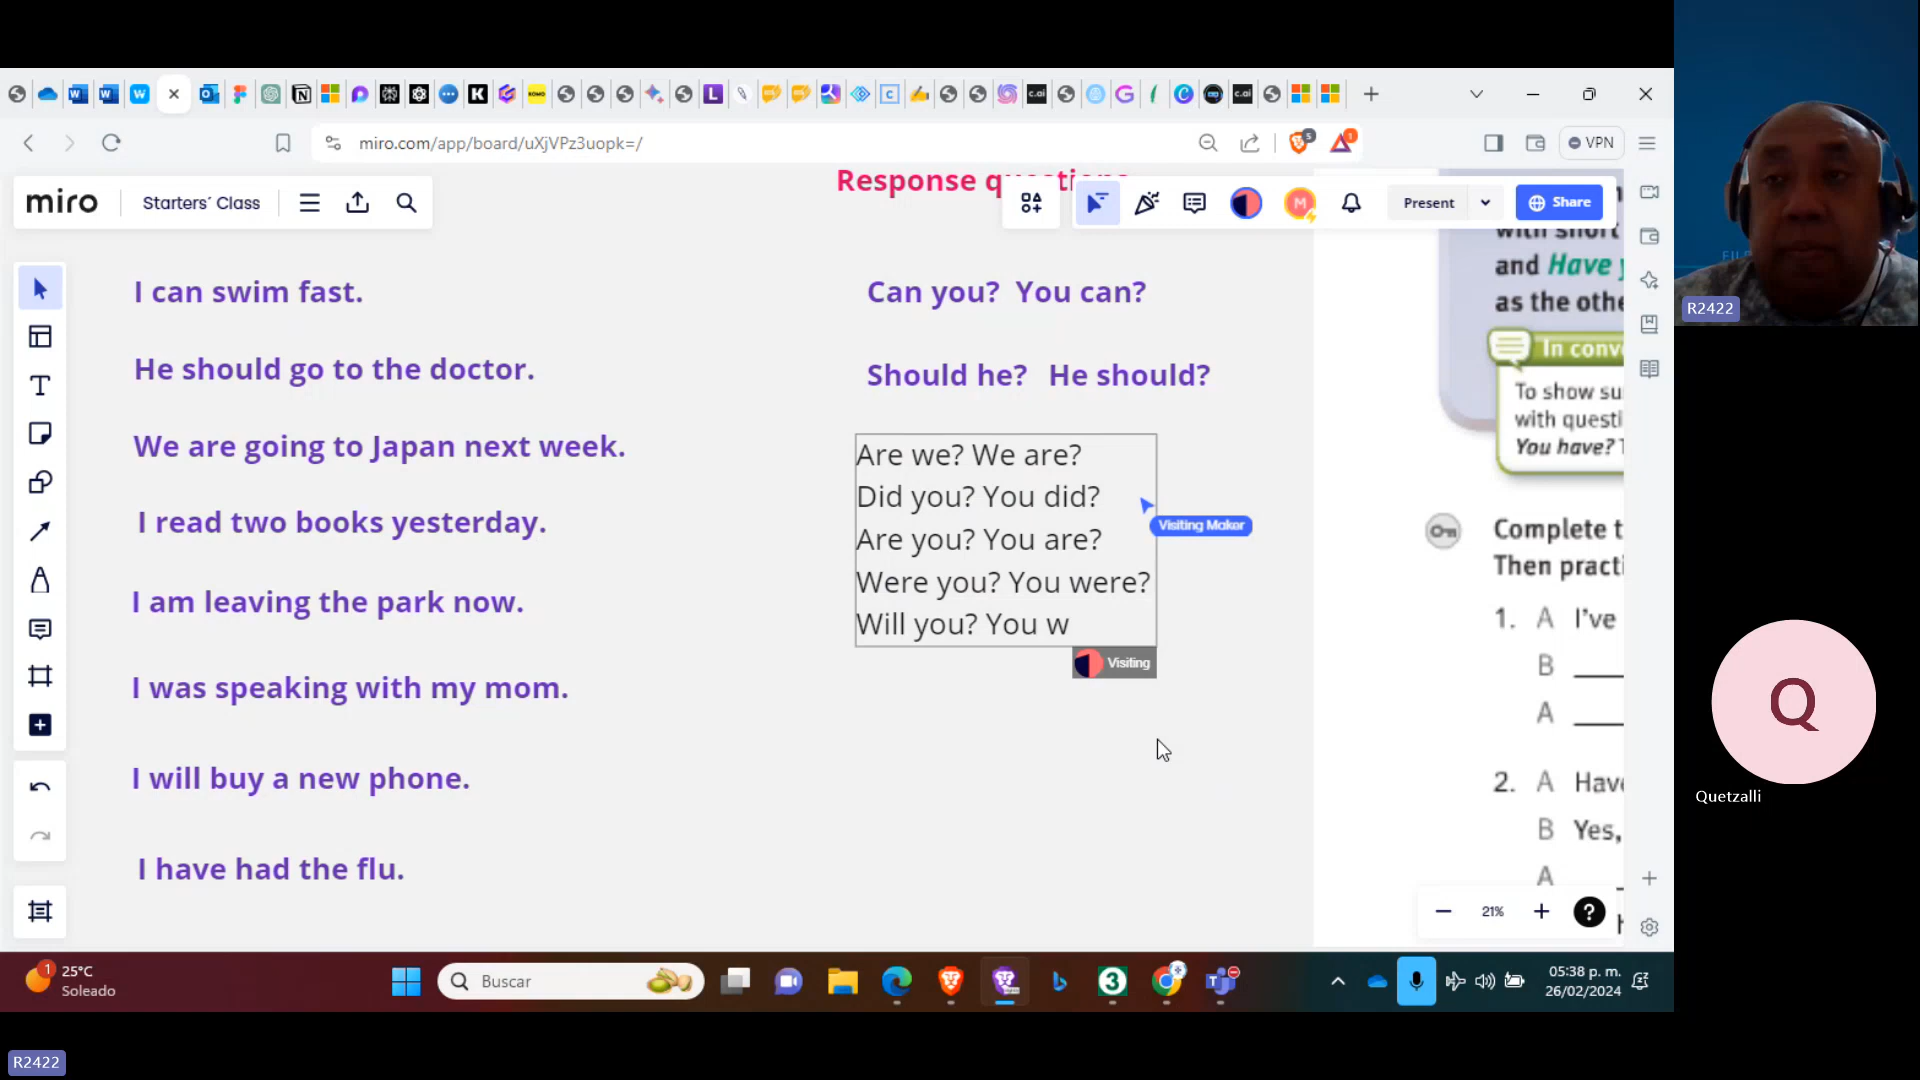 miro.com/app/board/uXjVPz3uopk=/
VPN
Response questions
miro
Starters´ Class
Present
Share
I can swim fast.
Can you? You can?
He should go to the doctor.
Should he? He should?
We are going to Japan next week.
Are we? We are?
I read two books yesterday.
Did you? You did?
Visiting Maker
I am leaving the park now.
Are you? You are?
Were you? You were?
Will you? You w
Visiting
I was speaking with my mom.
I will buy a new phone.
I have had the flu.
with short
and Have
as the othe
In conv
To show su
with questi
You have?
Complete t
Then practi
1. A I've
B
A
2. A Have
B Yes,
A
21%
R2422
Q
Quetzalli
1
25°C
Soleado
Buscar
05:38 p. m.
26/02/2024
R2422